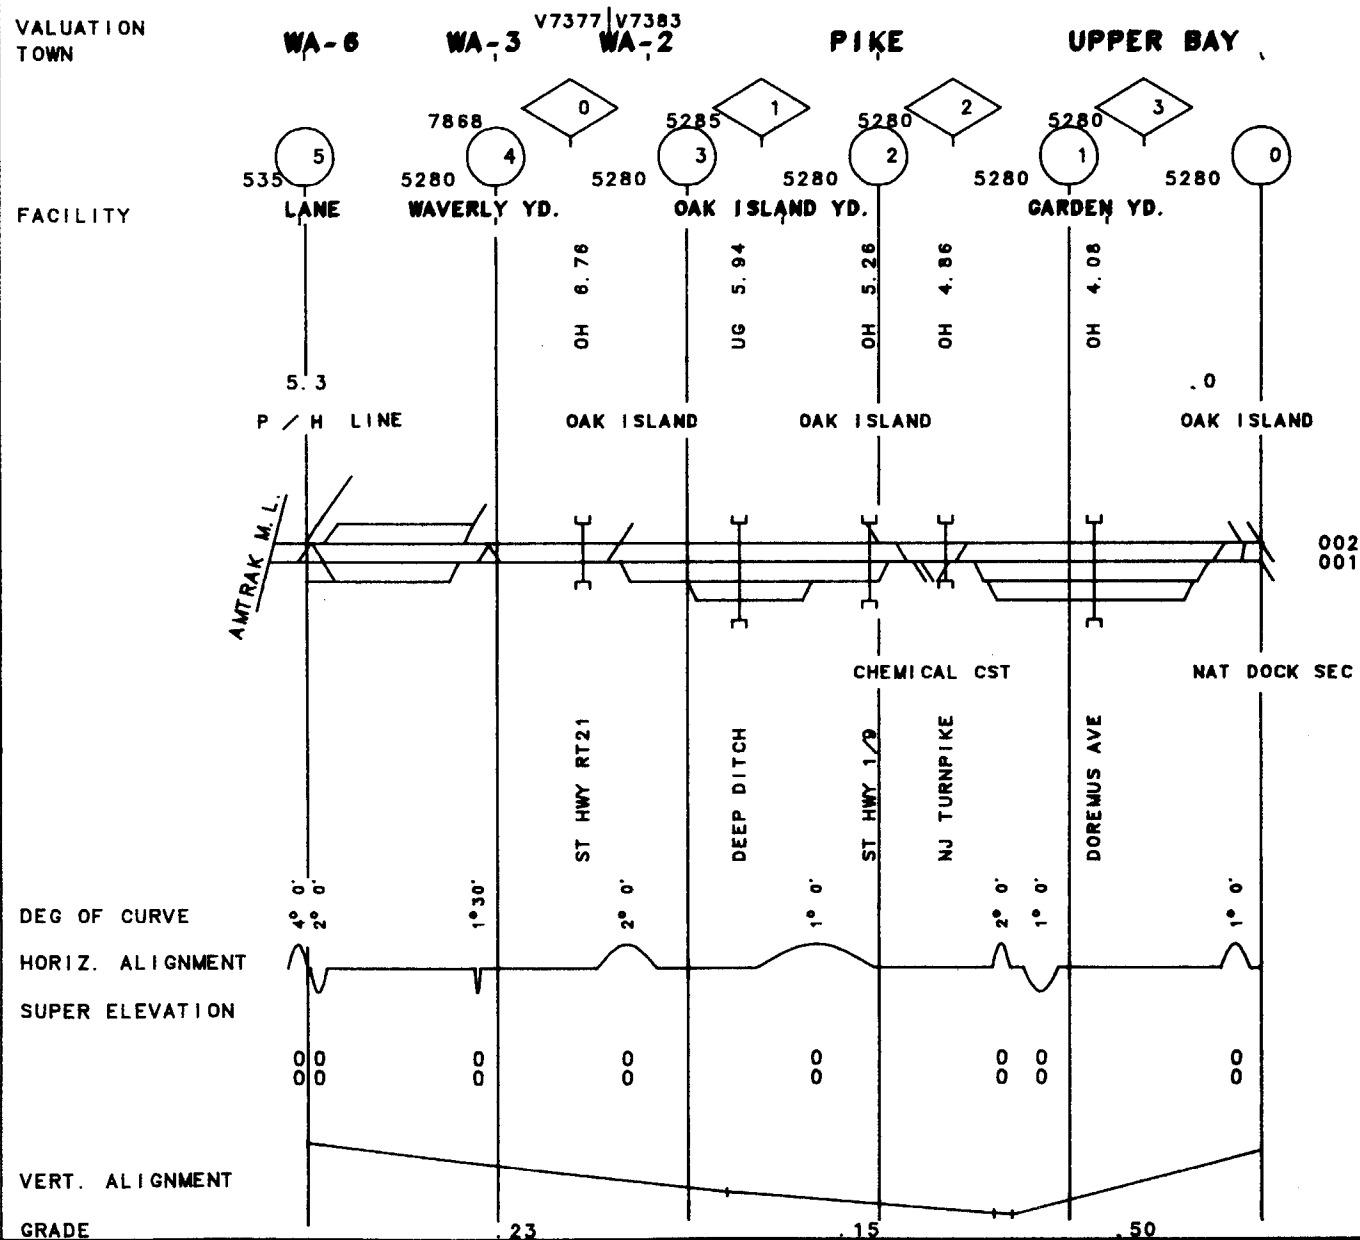 V7377 V7383
VALUATION
TOWN WA-6 WA-3 WA-2 PIKE UPPER BAY
0 1 2 3
7868 5285 5280 5280
5 4 3 2 1 0
535 5280 5280 5280 5280 5280
FACILITY LANE WAVERLY YD. OAK ISLAND YD. GARDEN YD.
OH 6.76
UG 5.94
OH 5.26
OH 4.86
OH 4.08
5.3 .0
P / H LINE OAK ISLAND OAK ISLAND OAK ISLAND
AMTRAK M. L.
002
001
CHEMICAL CST NAT DOCK SEC
ST HWY RT21
DEEP DITCH
ST HWY 1/9
NJ TURNPIKE
DOREMUS AVE
DEG OF CURVE 4° 0' 2° 0' 1°30' 2° 0' 1° 0' 2° 0' 1° 0' 1° 0'
HORIZ. ALIGNMENT
SUPER ELEVATION
0 0 0 0 0 0 0 0
0 0 0 0 0 0 0 0
VERT. ALIGNMENT
GRADE .23 .15 .50